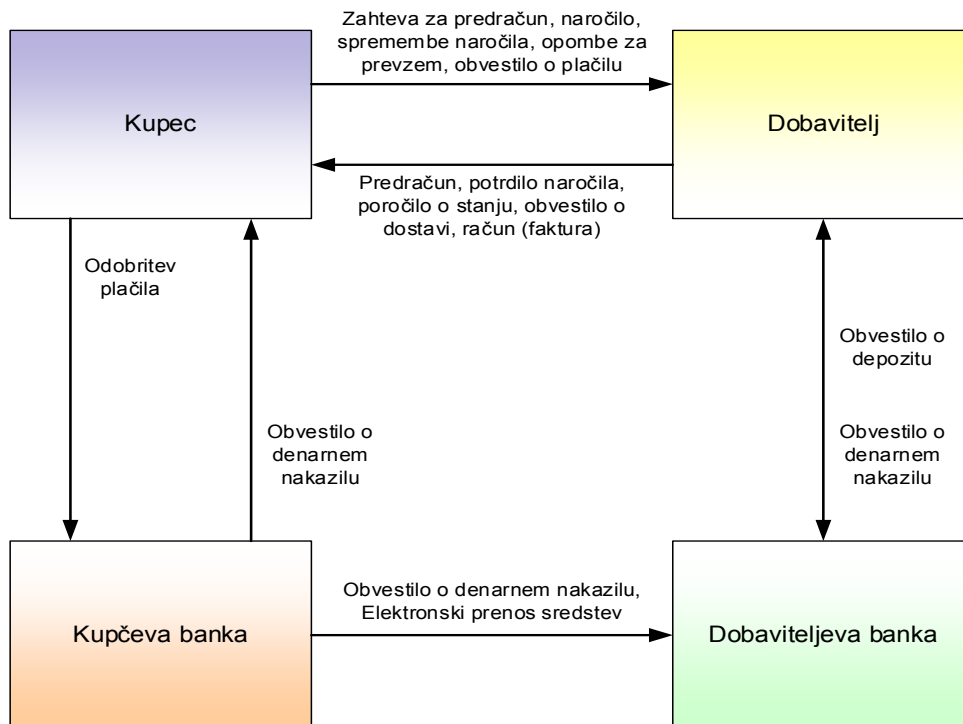 Zahteva za predračun, naročilo,
spremembe naročila, opombe za
prevzem, obvestilo o plačilu
Kupec
Dobavitelj
Predračun, potrdilo naročila,
poročilo o stanju, obvestilo o
dostavi, račun (faktura)
Odobritev
plačila
Obvestilo o
denarnem
nakazilu
Obvestilo o
depozitu
Obvestilo o
denarnem
nakazilu
Obvestilo o denarnem nakazilu,
Elektronski prenos sredstev
Kupčeva banka
Dobaviteljeva banka